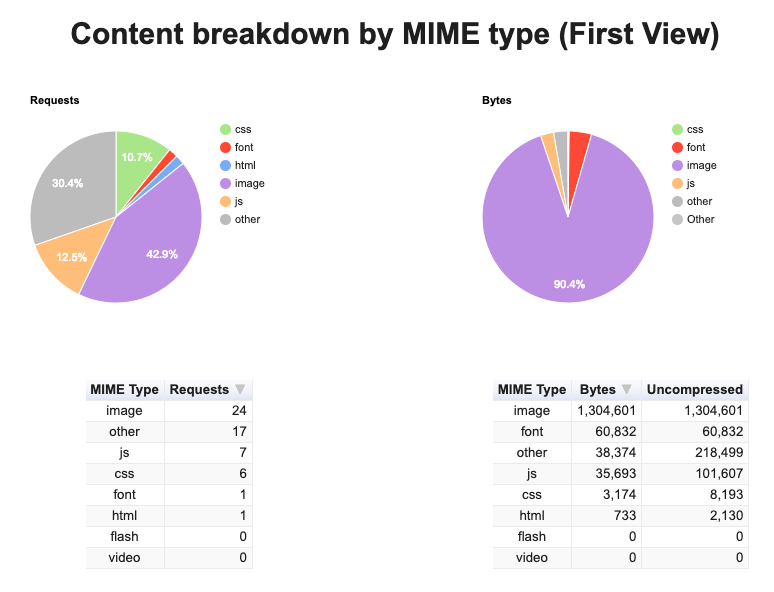 Content breakdown by MIME type (First View)
Requests
css
font
html
image
js
other
10.7%
30.4%
12.5%
42.9%
Bytes
css
font
image
js
other
Other
90.4%
MIME Type Requests ▼
image 24
other 17
js 7
css 6
font 1
html 1
flash 0
video 0
MIME Type Bytes ▼ Uncompressed
image 1,304,601 1,304,601
font 60,832 60,832
other 38,374 218,499
js 35,693 101,607
css 3,174 8,193
html 733 2,130
flash 0 0
video 0 0